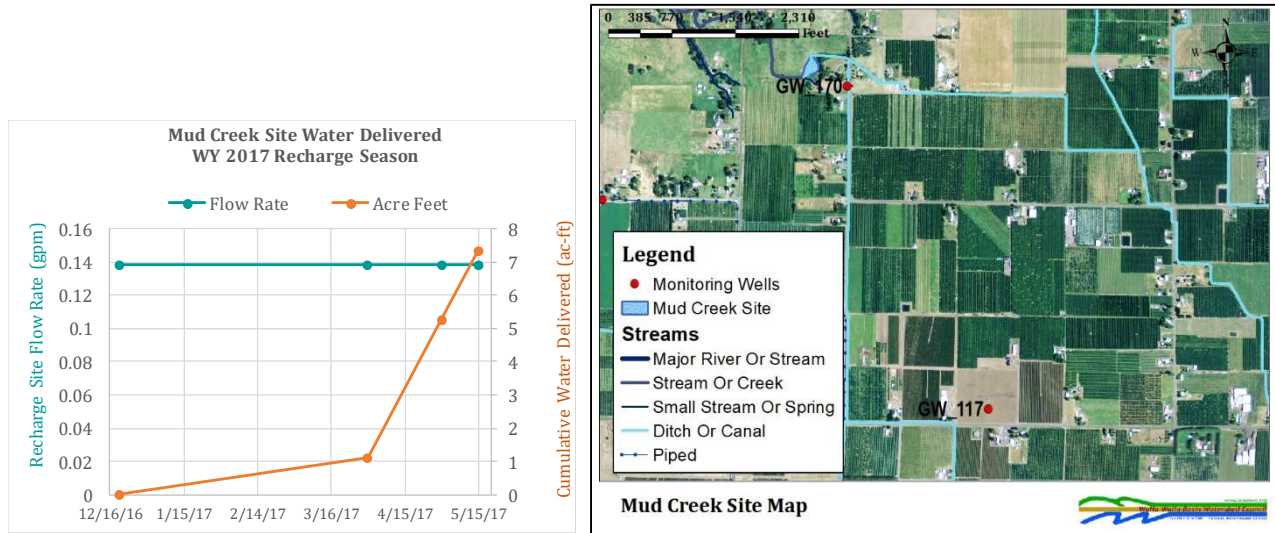 Mud Creek Site Water Delivered
WY 2017 Recharge Season
Flow Rate
Acre Feet
Recharge Site Flow Rate (gpm)
0.16
0.14
0.12
0.1
0.08
0.06
0.04
0.02
0
8
7
6
5
4
3
2
1
0
Cumulative Water Delivered (ac-ft)
12/16/16 1/15/17 2/14/17 3/16/17 4/15/17 5/15/17
0 385 770 1,540 2,310
Feet
N
W E
S
GW_170
GW_117
Legend
Monitoring Wells
Mud Creek Site
Streams
Major River Or Stream
Stream Or Creek
Small Stream Or Spring
Ditch Or Canal
Piped
Mud Creek Site Map
Walla Walla Basin Watershed Council